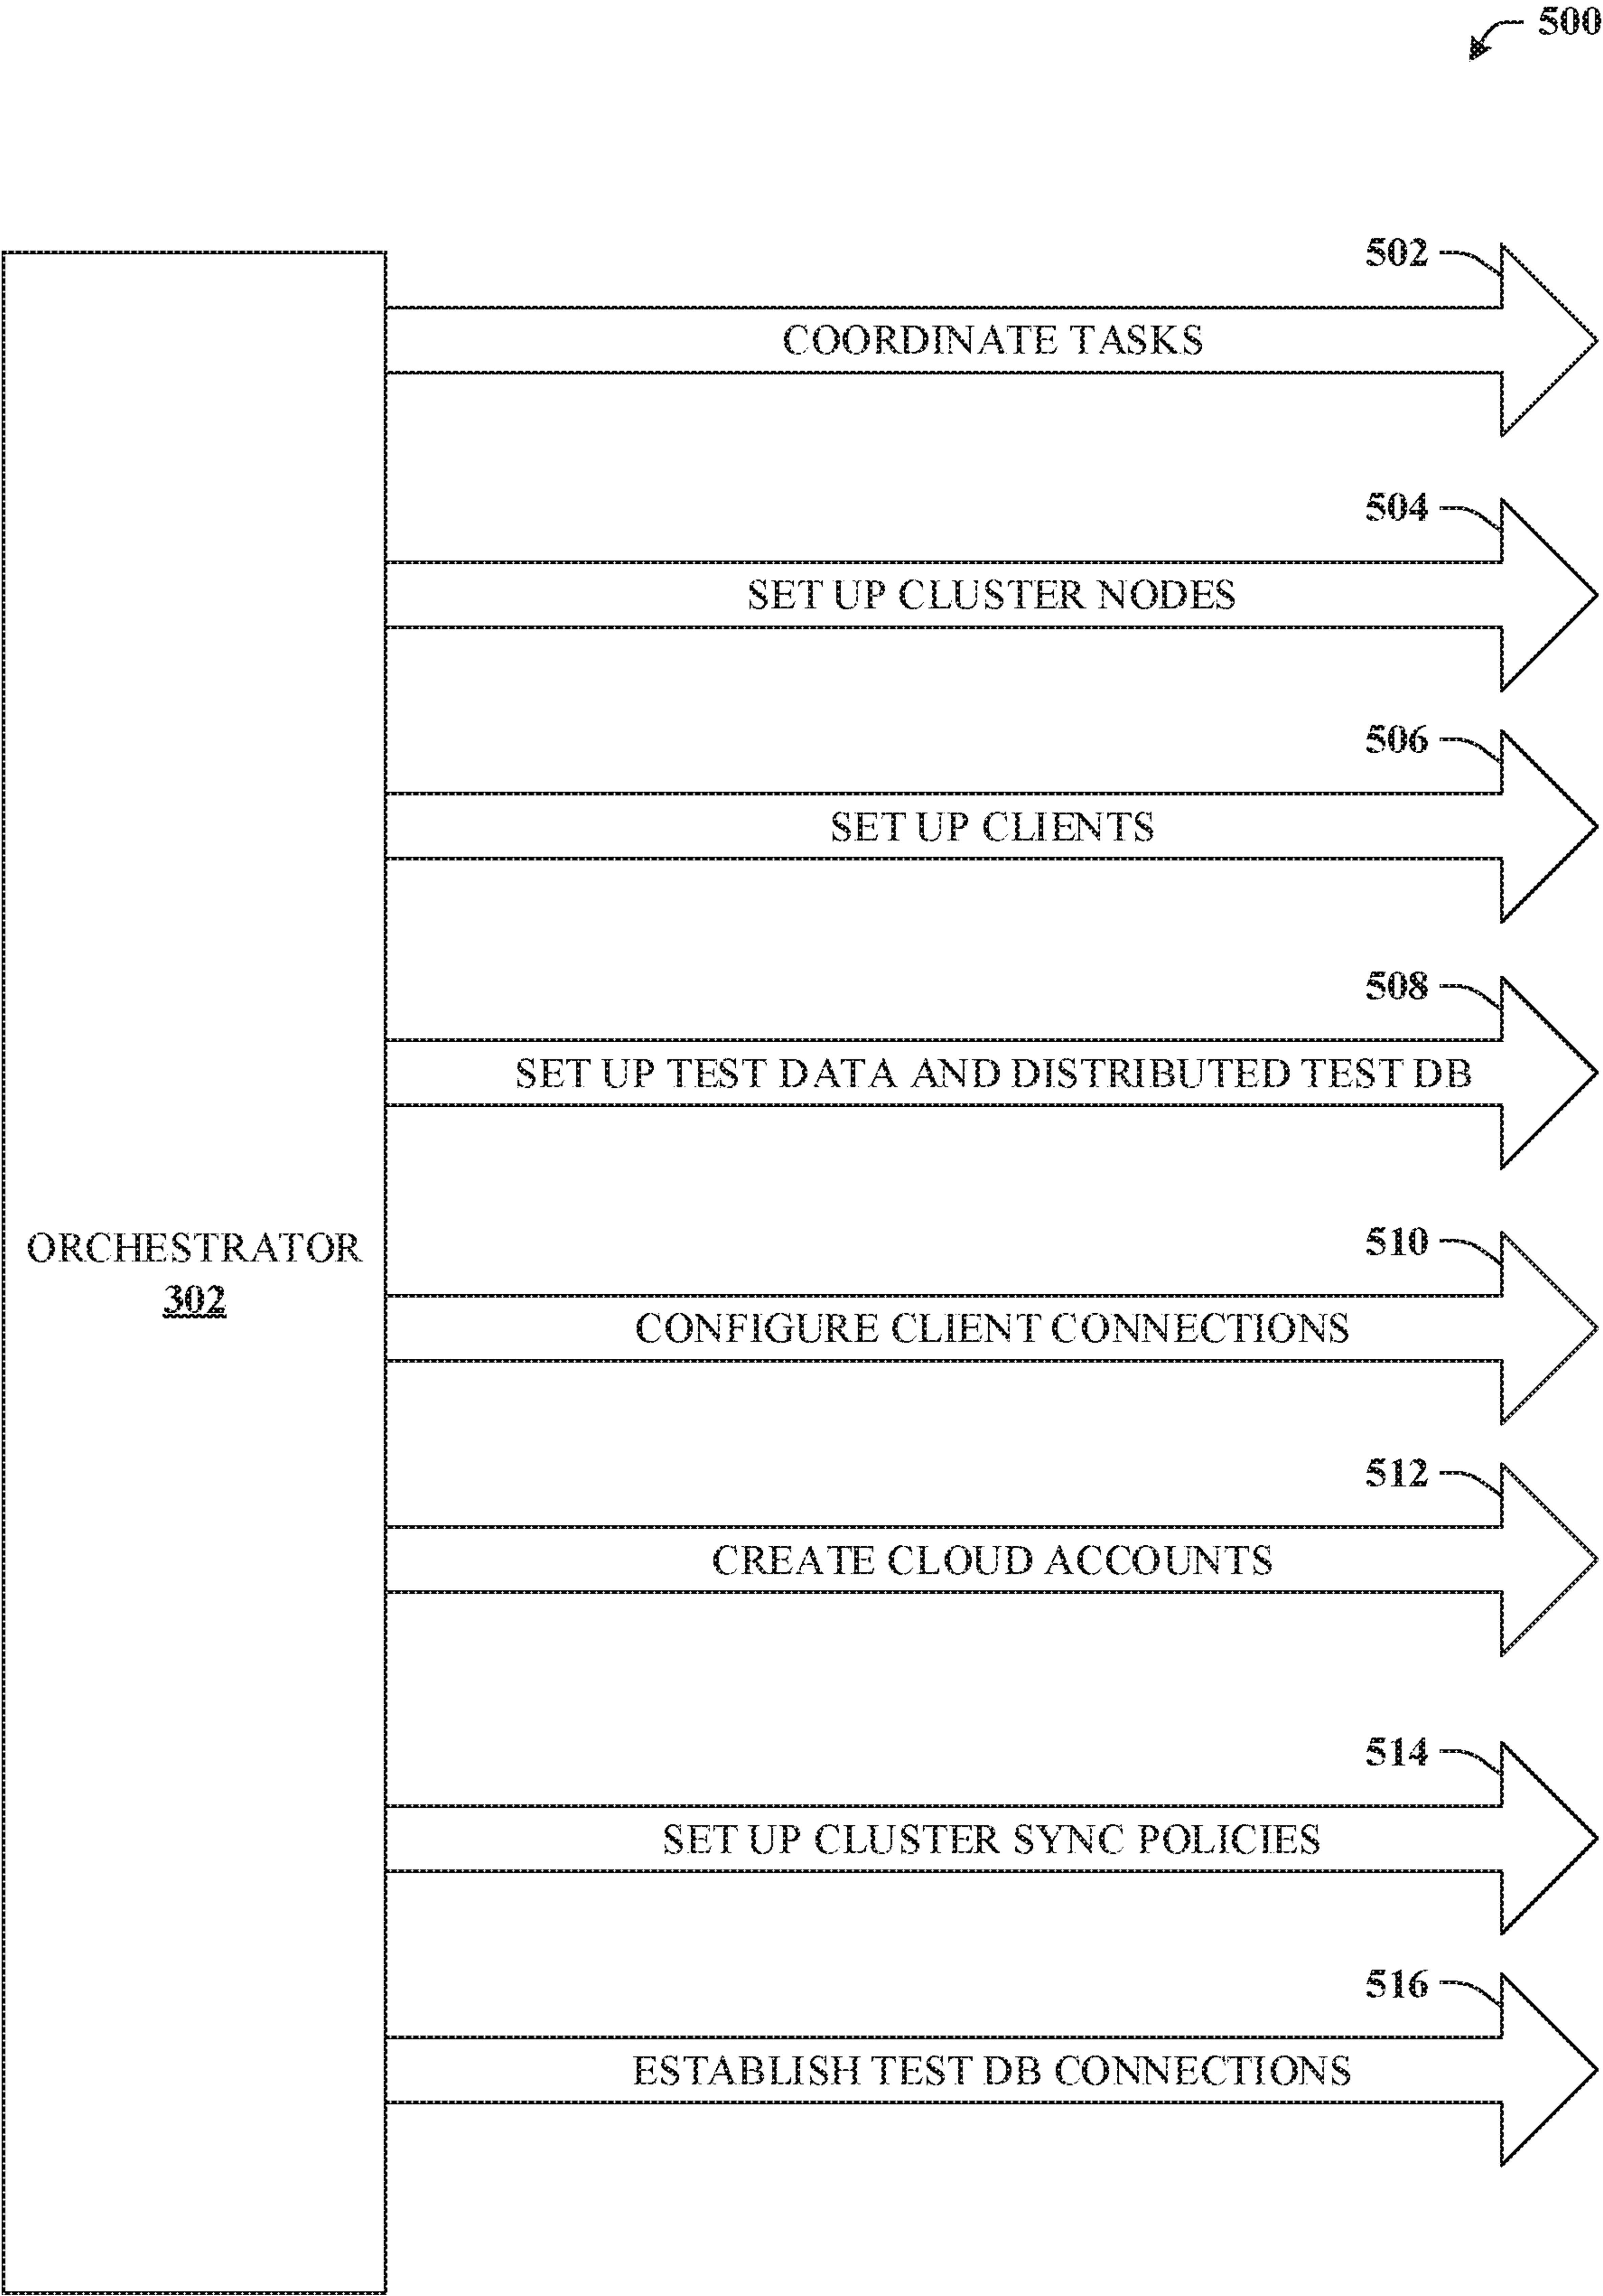 500
502
COORDINATE TASKS
504
SET UP CLUSTER NODES
506
SET UP CLIENTS
508
SET UP TEST DATA AND DISTRIBUTED TEST DB
ORCHESTRATOR
302
510
CONFIGURE CLIENT CONNECTIONS
512
CREATE CLOUD ACCOUNTS
514
SET UP CLUSTER SYNC POLICIES
516
ESTABLISH TEST DB CONNECTIONS